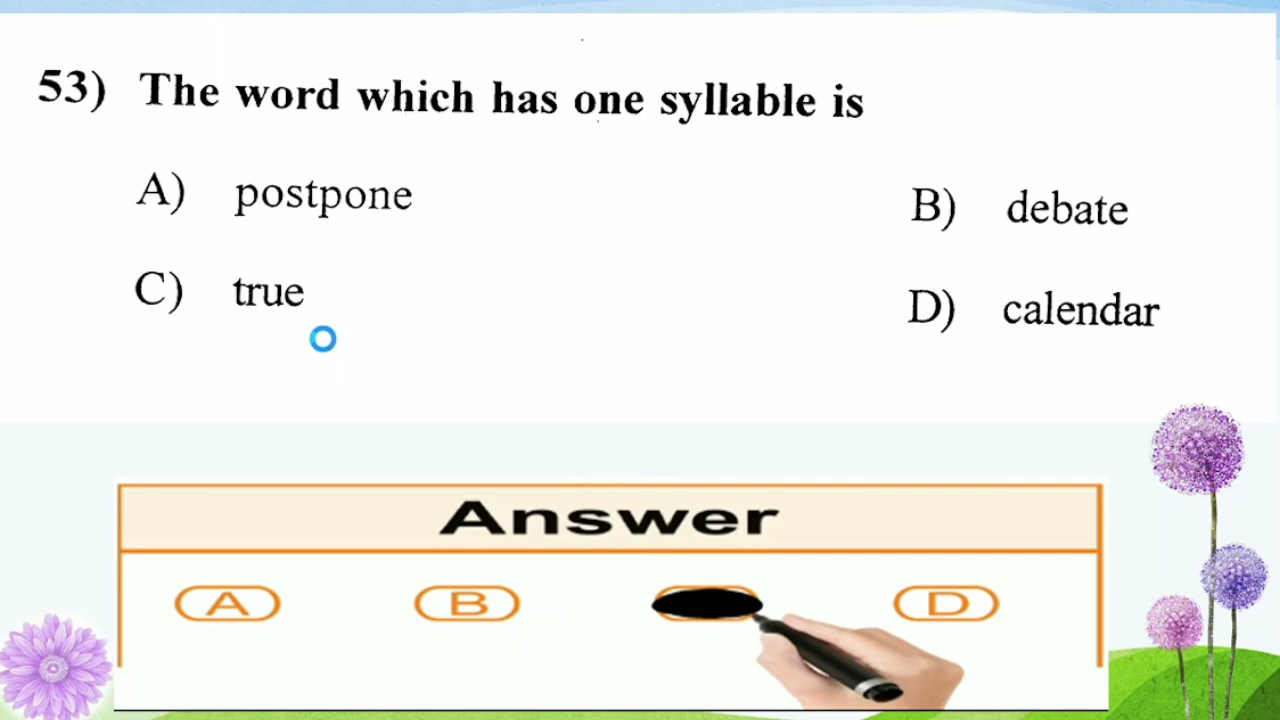 53) The word which has one syllable is
A) postpone B) debate
C) true D) calendar
Answer
A B D